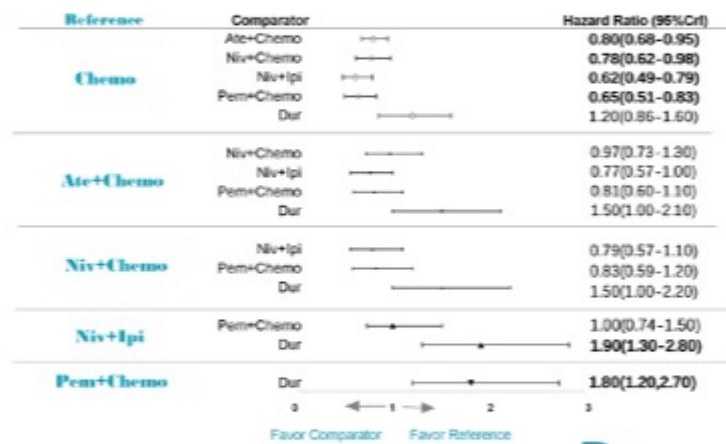 Reference Comparator Hazard Ratio (95%CrI)
Chemo
Ate+Chemo 0.80(0.68-0.95)
Niv+Chemo 0.78(0.62-0.98)
Niv+Ipi 0.62(0.49-0.79)
Pem+Chemo 0.65(0.51-0.83)
Dur 1.20(0.86-1.60)
Ate+Chemo
Niv+Chemo 0.97(0.73-1.30)
Niv+Ipi 0.77(0.57-1.00)
Pem+Chemo 0.81(0.60-1.10)
Dur 1.50(1.00-2.10)
Niv+Chemo
Niv+Ipi 0.79(0.57-1.10)
Pem+Chemo 0.83(0.59-1.20)
Dur 1.50(1.00-2.20)
Niv+Ipi
Pem+Chemo 1.00(0.74-1.50)
Dur 1.90(1.30-2.80)
Pem+Chemo
Dur 1.80(1.20,2.70)
0 1 2 3
Favor Comparator Favor Reference